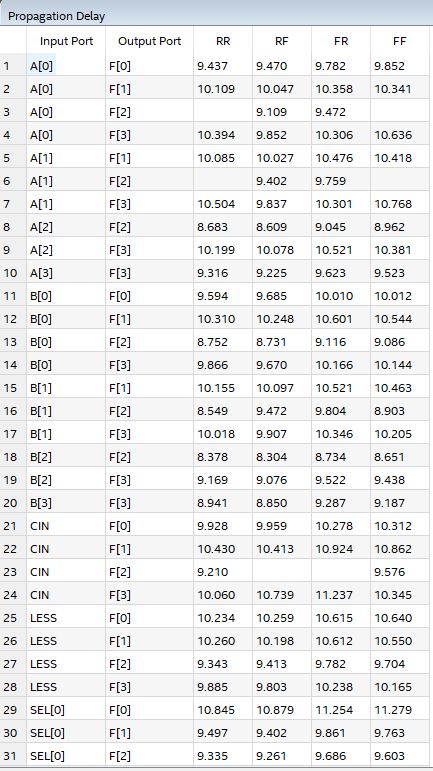 Propagation Delay
Input Port Output Port RR RF FR FF
1 A[0] F[0] 9.437 9.470 9.782 9.852
2 A[0] F[1] 10.109 10.047 10.358 10.341
3 A[0] F[2] 9.109 9.472
4 A[0] F[3] 10.394 9.852 10.306 10.636
5 A[1] F[1] 10.085 10.027 10.476 10.418
6 A[1] F[2] 9.402 9.759
7 A[1] F[3] 10.504 9.837 10.301 10.768
8 A[2] F[2] 8.683 8.609 9.045 8.962
9 A[2] F[3] 10.199 10.078 10.521 10.381
10 A[3] F[3] 9.316 9.225 9.623 9.523
11 B[0] F[0] 9.594 9.685 10.010 10.012
12 B[0] F[1] 10.310 10.248 10.601 10.544
13 B[0] F[2] 8.752 8.731 9.116 9.086
14 B[0] F[3] 9.866 9.670 10.166 10.144
15 B[1] F[1] 10.155 10.097 10.521 10.463
16 B[1] F[2] 8.549 9.472 9.804 8.903
17 B[1] F[3] 10.018 9.907 10.346 10.205
18 B[2] F[2] 8.378 8.304 8.734 8.651
19 B[2] F[3] 9.169 9.076 9.522 9.438
20 B[3] F[3] 8.941 8.850 9.287 9.187
21 CIN F[0] 9.928 9.959 10.278 10.312
22 CIN F[1] 10.430 10.413 10.924 10.862
23 CIN F[2] 9.210 9.576
24 CIN F[3] 10.060 10.739 11.237 10.345
25 LESS F[0] 10.234 10.259 10.615 10.640
26 LESS F[1] 10.260 10.198 10.612 10.550
27 LESS F[2] 9.343 9.413 9.782 9.704
28 LESS F[3] 9.885 9.803 10.238 10.165
29 SEL[0] F[0] 10.845 10.879 11.254 11.279
30 SEL[0] F[1] 9.497 9.402 9.861 9.763
31 SEL[0] F[2] 9.335 9.261 9.686 9.603